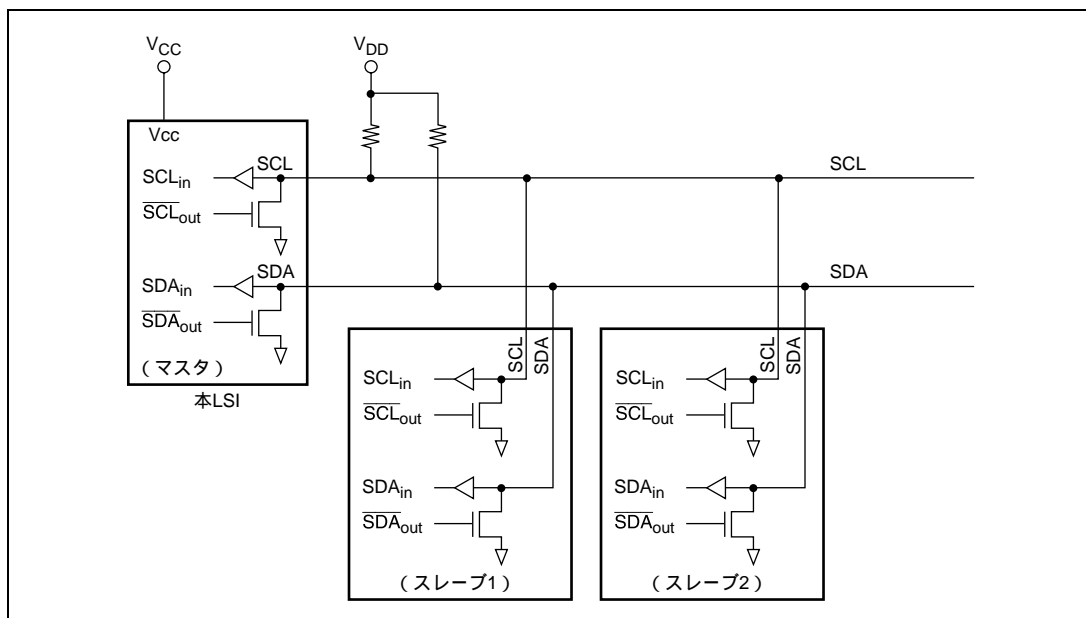 VCC
VDD
Vcc
SCL
SCL
SCLin
SCLout
SDA
SDA
SDAin
SDAout
（マスタ）
本LSI
SCL
SDA
SCLin
SCLout
SDAin
SDAout
（スレーブ1）
SCL
SDA
SCLin
SCLout
SDAin
SDAout
（スレーブ2）